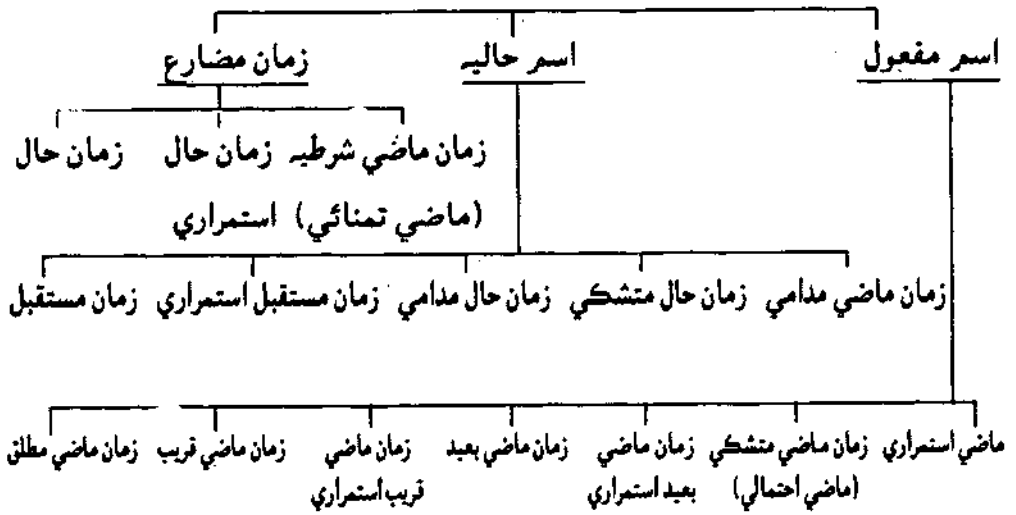 اسم مفعول اسم حاليہ زمان مضارع
زمان ماضي شرطيہ زمان حال زمان حال
(ماضي تمنائي) استمراري
زمان ماضي مدامي زمان حال متشكي زمان حال مدامي زمان مستقبل استمراري زمان مستقبل
ماضي استمراري زمان ماضي متشكي زمان ماضي زمان ماضي بعيد زمان ماضي زمان ماضي قريب زمان ماضي مطلق
(ماضي احتمالي) بعيد استمراري قريب استمراري